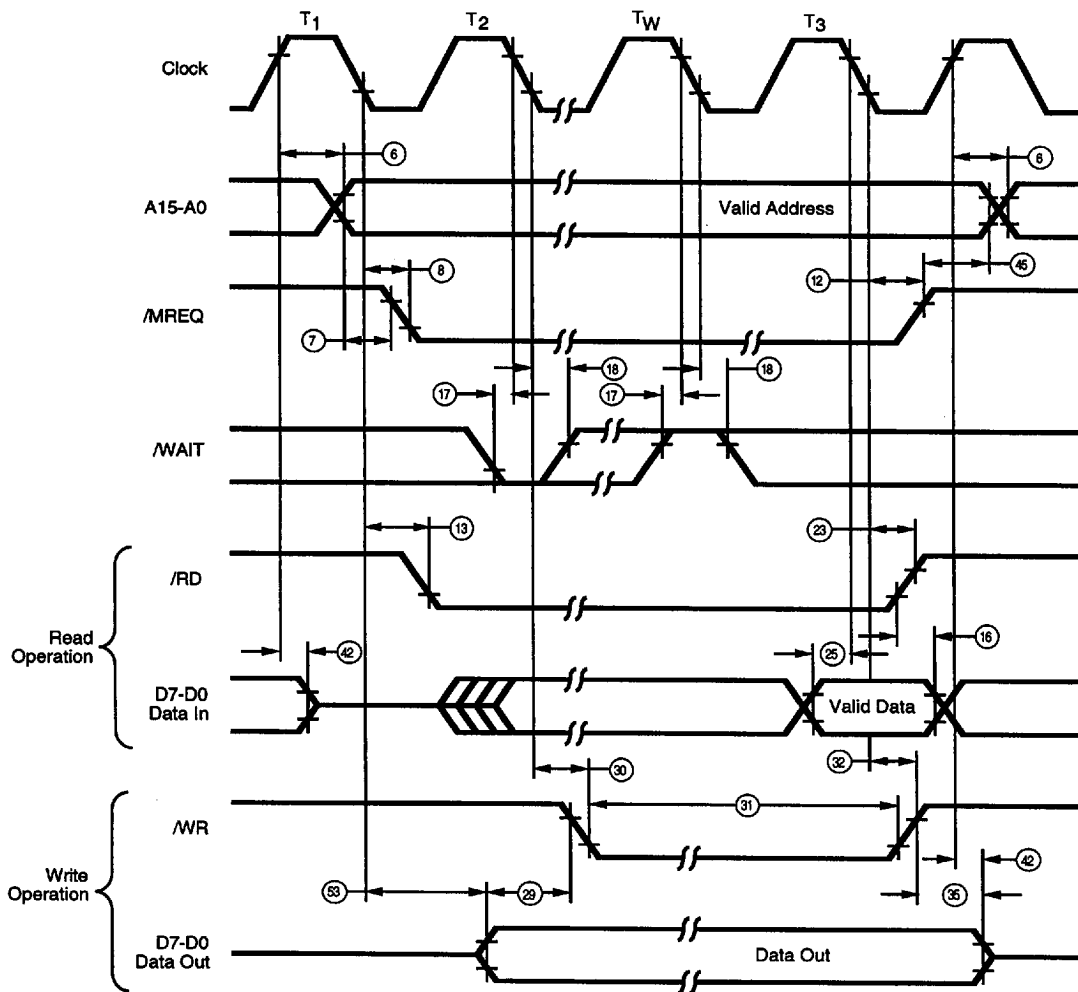 T1 T2 TW T3
Clock
6 6
A15-A0 Valid Address
8 12 45
/MREQ
7
18 18
17 17
/WAIT
13 23
/RD
Read
Operation
42 25 16
D7-D0
Data In
Valid Data
30 32
31
/WR
Write
Operation
42
53 29 35
D7-D0
Data Out
Data Out